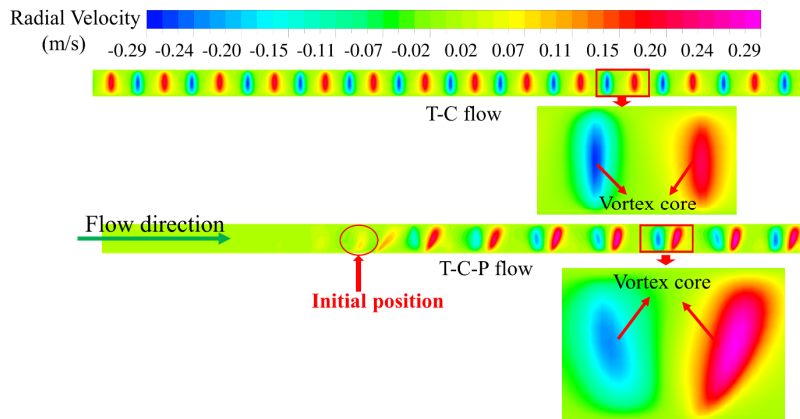 Radial Velocity
(m/s)
-0.29 -0.24 -0.20 -0.15 -0.11 -0.07 -0.02 0.02 0.07 0.11 0.15 0.20 0.24 0.29
T-C flow
Vortex core
Flow direction
T-C-P flow
Initial position
Vortex core